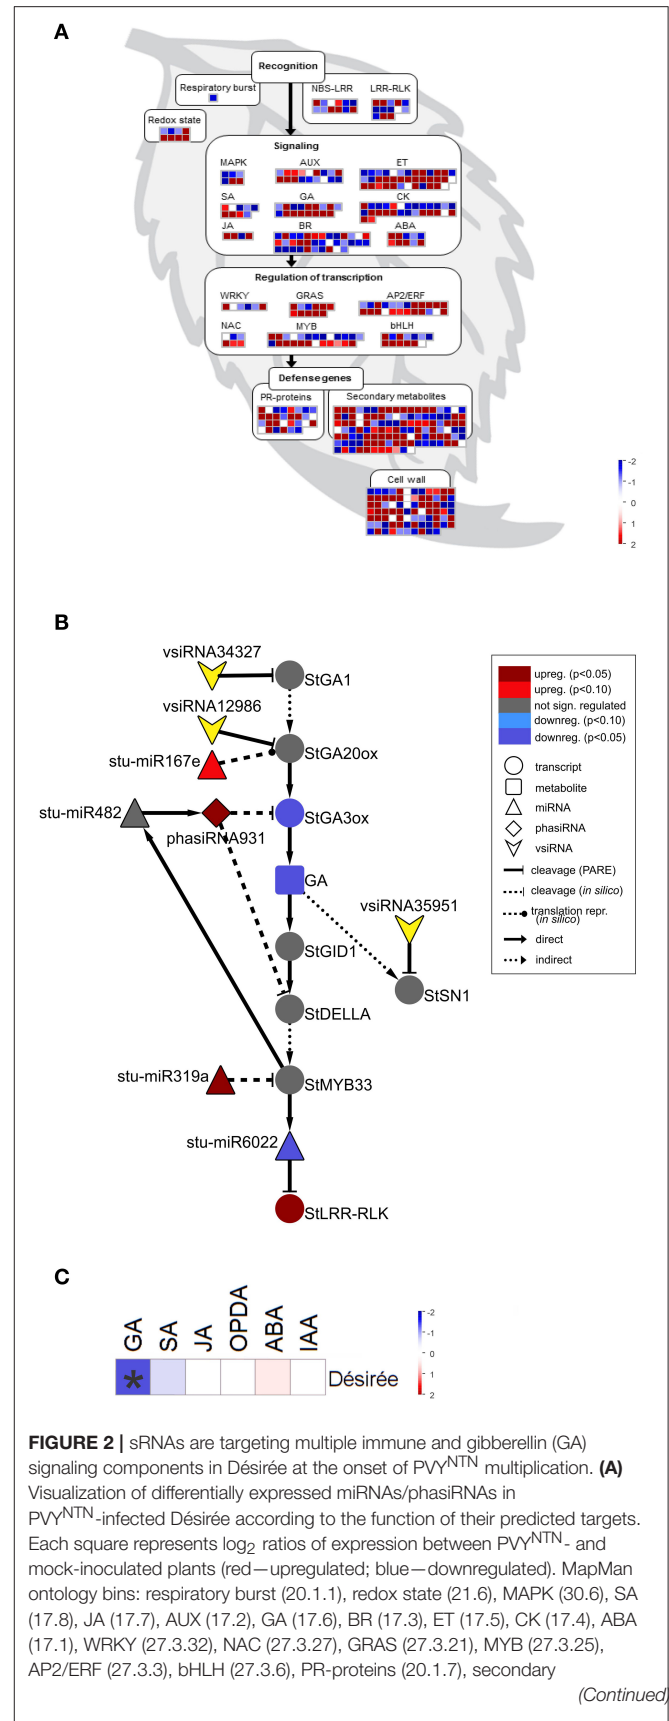 A
Recognition
Respiratory burst
NBS-LRR
LRR-RLK
Redox state
Signaling
MAPK
AUX
ET
SA
GA
CK
JA
BR
ABA
Regulation of transcription
WRKY
GRAS
AP2/ERF
NAC
MYB
bHLH
Defensegenes
PR-proteins
Secondary metabolites
Cell wall
-2
-1
0
1
2
B
vsiRNA34327
StGA1
vsiRNA12986
StGA20ox
stu-miR167e
stu-miR482
phasiRNA931
StGA3ox
GA
vsiRNA35951
StGID1
StSN1
StDELLA
stu-miR319a
StMYB33
stu-miR6022
StLRR-RLK
upreg. (p<0.05)
upreg. (p<0.10)
not sign. regulated
downreg. (p<0.10)
downreg. (p<0.05)
transcript
metabolite
miRNA
phasiRNA
vsiRNA
cleavage (PARE)
cleavage (in silico)
translation repr.
(in silico)
direct
indirect
C
GA
SA
JA
OPDA
ABA
IAA
*
Désirée
-2
-1
0
1
2
FIGURE 2 | sRNAs are targeting multiple immune and gibberellin (GA)
signaling components in Désirée at the onset of PVYNTN multiplication. (A)
Visualization of differentially expressed miRNAs/phasiRNAs in
PVYNTN-infected Désirée according to the function of their predicted targets.
Each square represents log2 ratios of expression between PVYNTN- and
mock-inoculated plants (red—upregulated; blue—downregulated). MapMan
ontology bins: respiratory burst (20.1.1), redox state (21.6), MAPK (30.6), SA
(17.8), JA (17.7), AUX (17.2), GA (17.6), BR (17.3), ET (17.5), CK (17.4), ABA
(17.1), WRKY (27.3.32), NAC (27.3.27), GRAS (27.3.21), MYB (27.3.25),
AP2/ERF (27.3.3), bHLH (27.3.6), PR-proteins (20.1.7), secondary
(Continued)